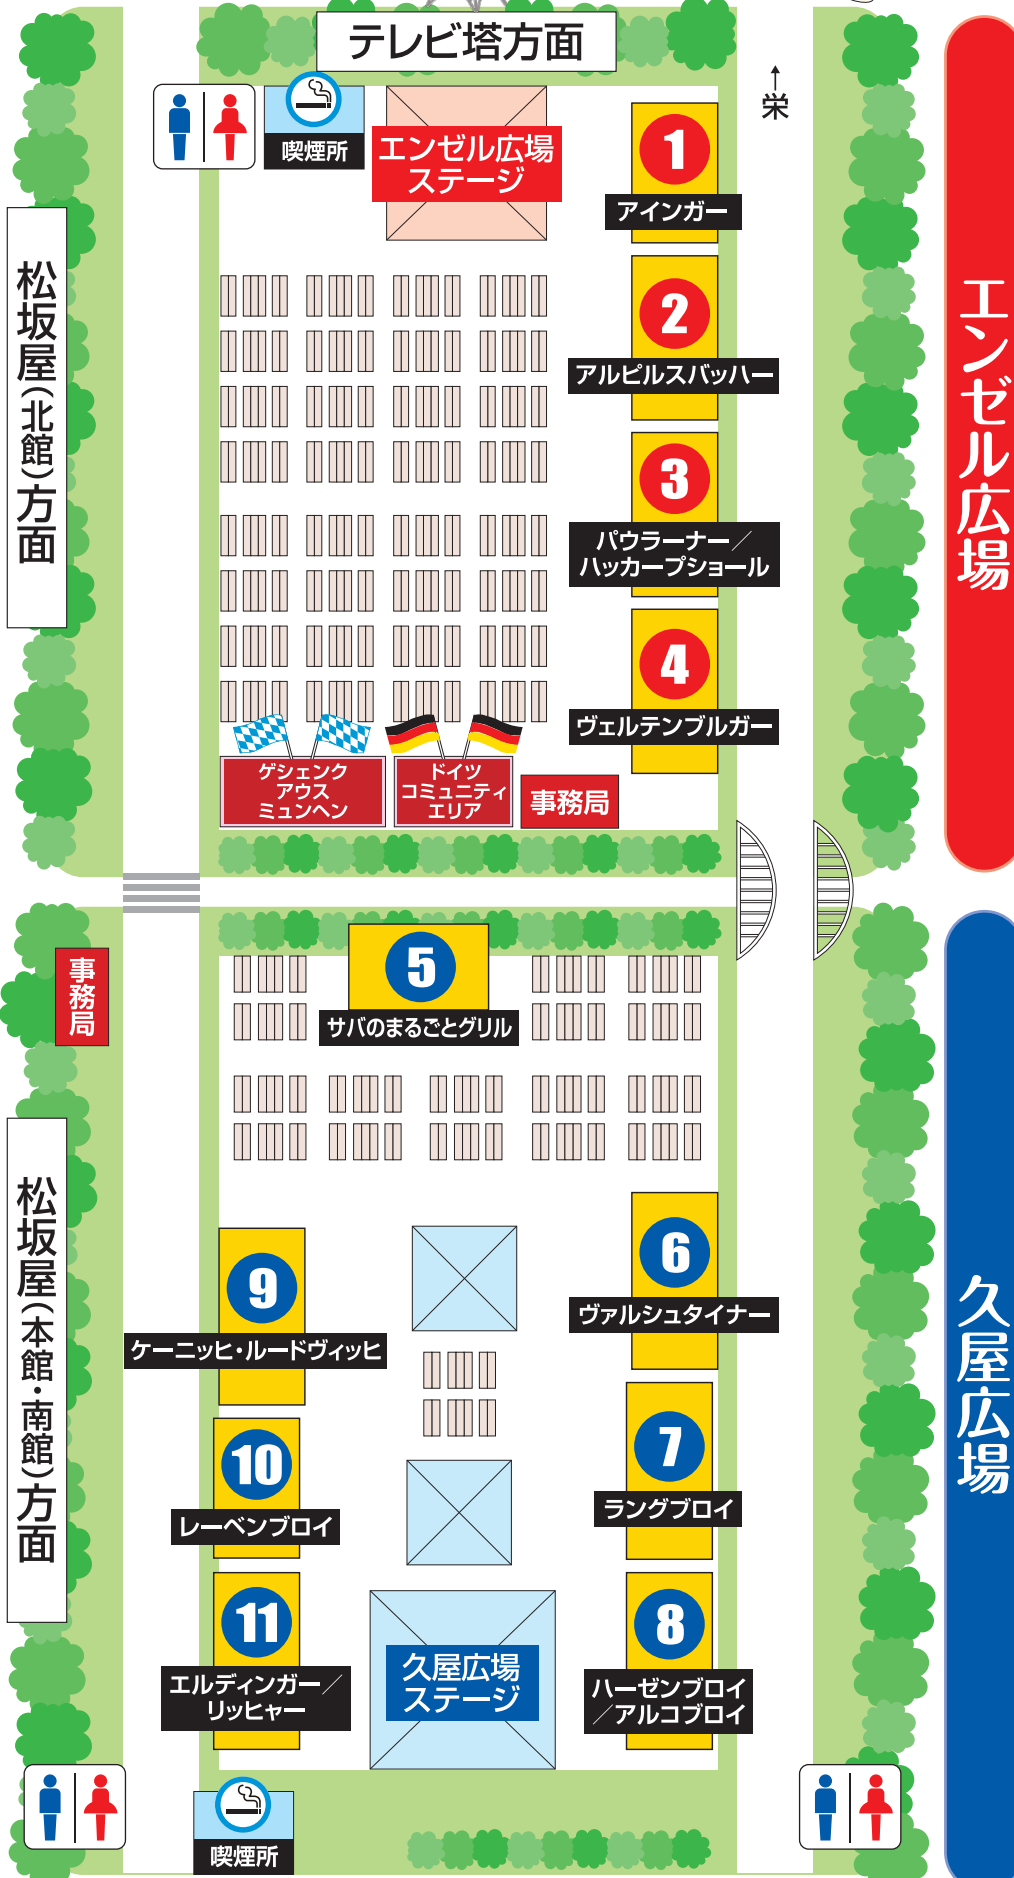 テレビ塔方面
↑
栄
喫煙所
エンゼル広場
ステージ
1
アインガー
2
アルピルスバッハー
3
パウラーナー／
ハッカープショール
4
ヴェルテンブルガー
松坂屋(北館)方面
エンゼル広場
ゲシェンク
アウス
ミュンヘン
ドイツ
コミュニティ
エリア
事務局
事務局
5
サバのまるごとグリル
松坂屋(本館・南館)方面
久屋広場
6
ヴァルシュタイナー
9
ケーニッヒ・ルードヴィッヒ
7
ラングブロイ
10
レーベンブロイ
8
ハーゼンブロイ
／アルコブロイ
11
エルディンガー／
リッヒャー
久屋広場
ステージ
喫煙所